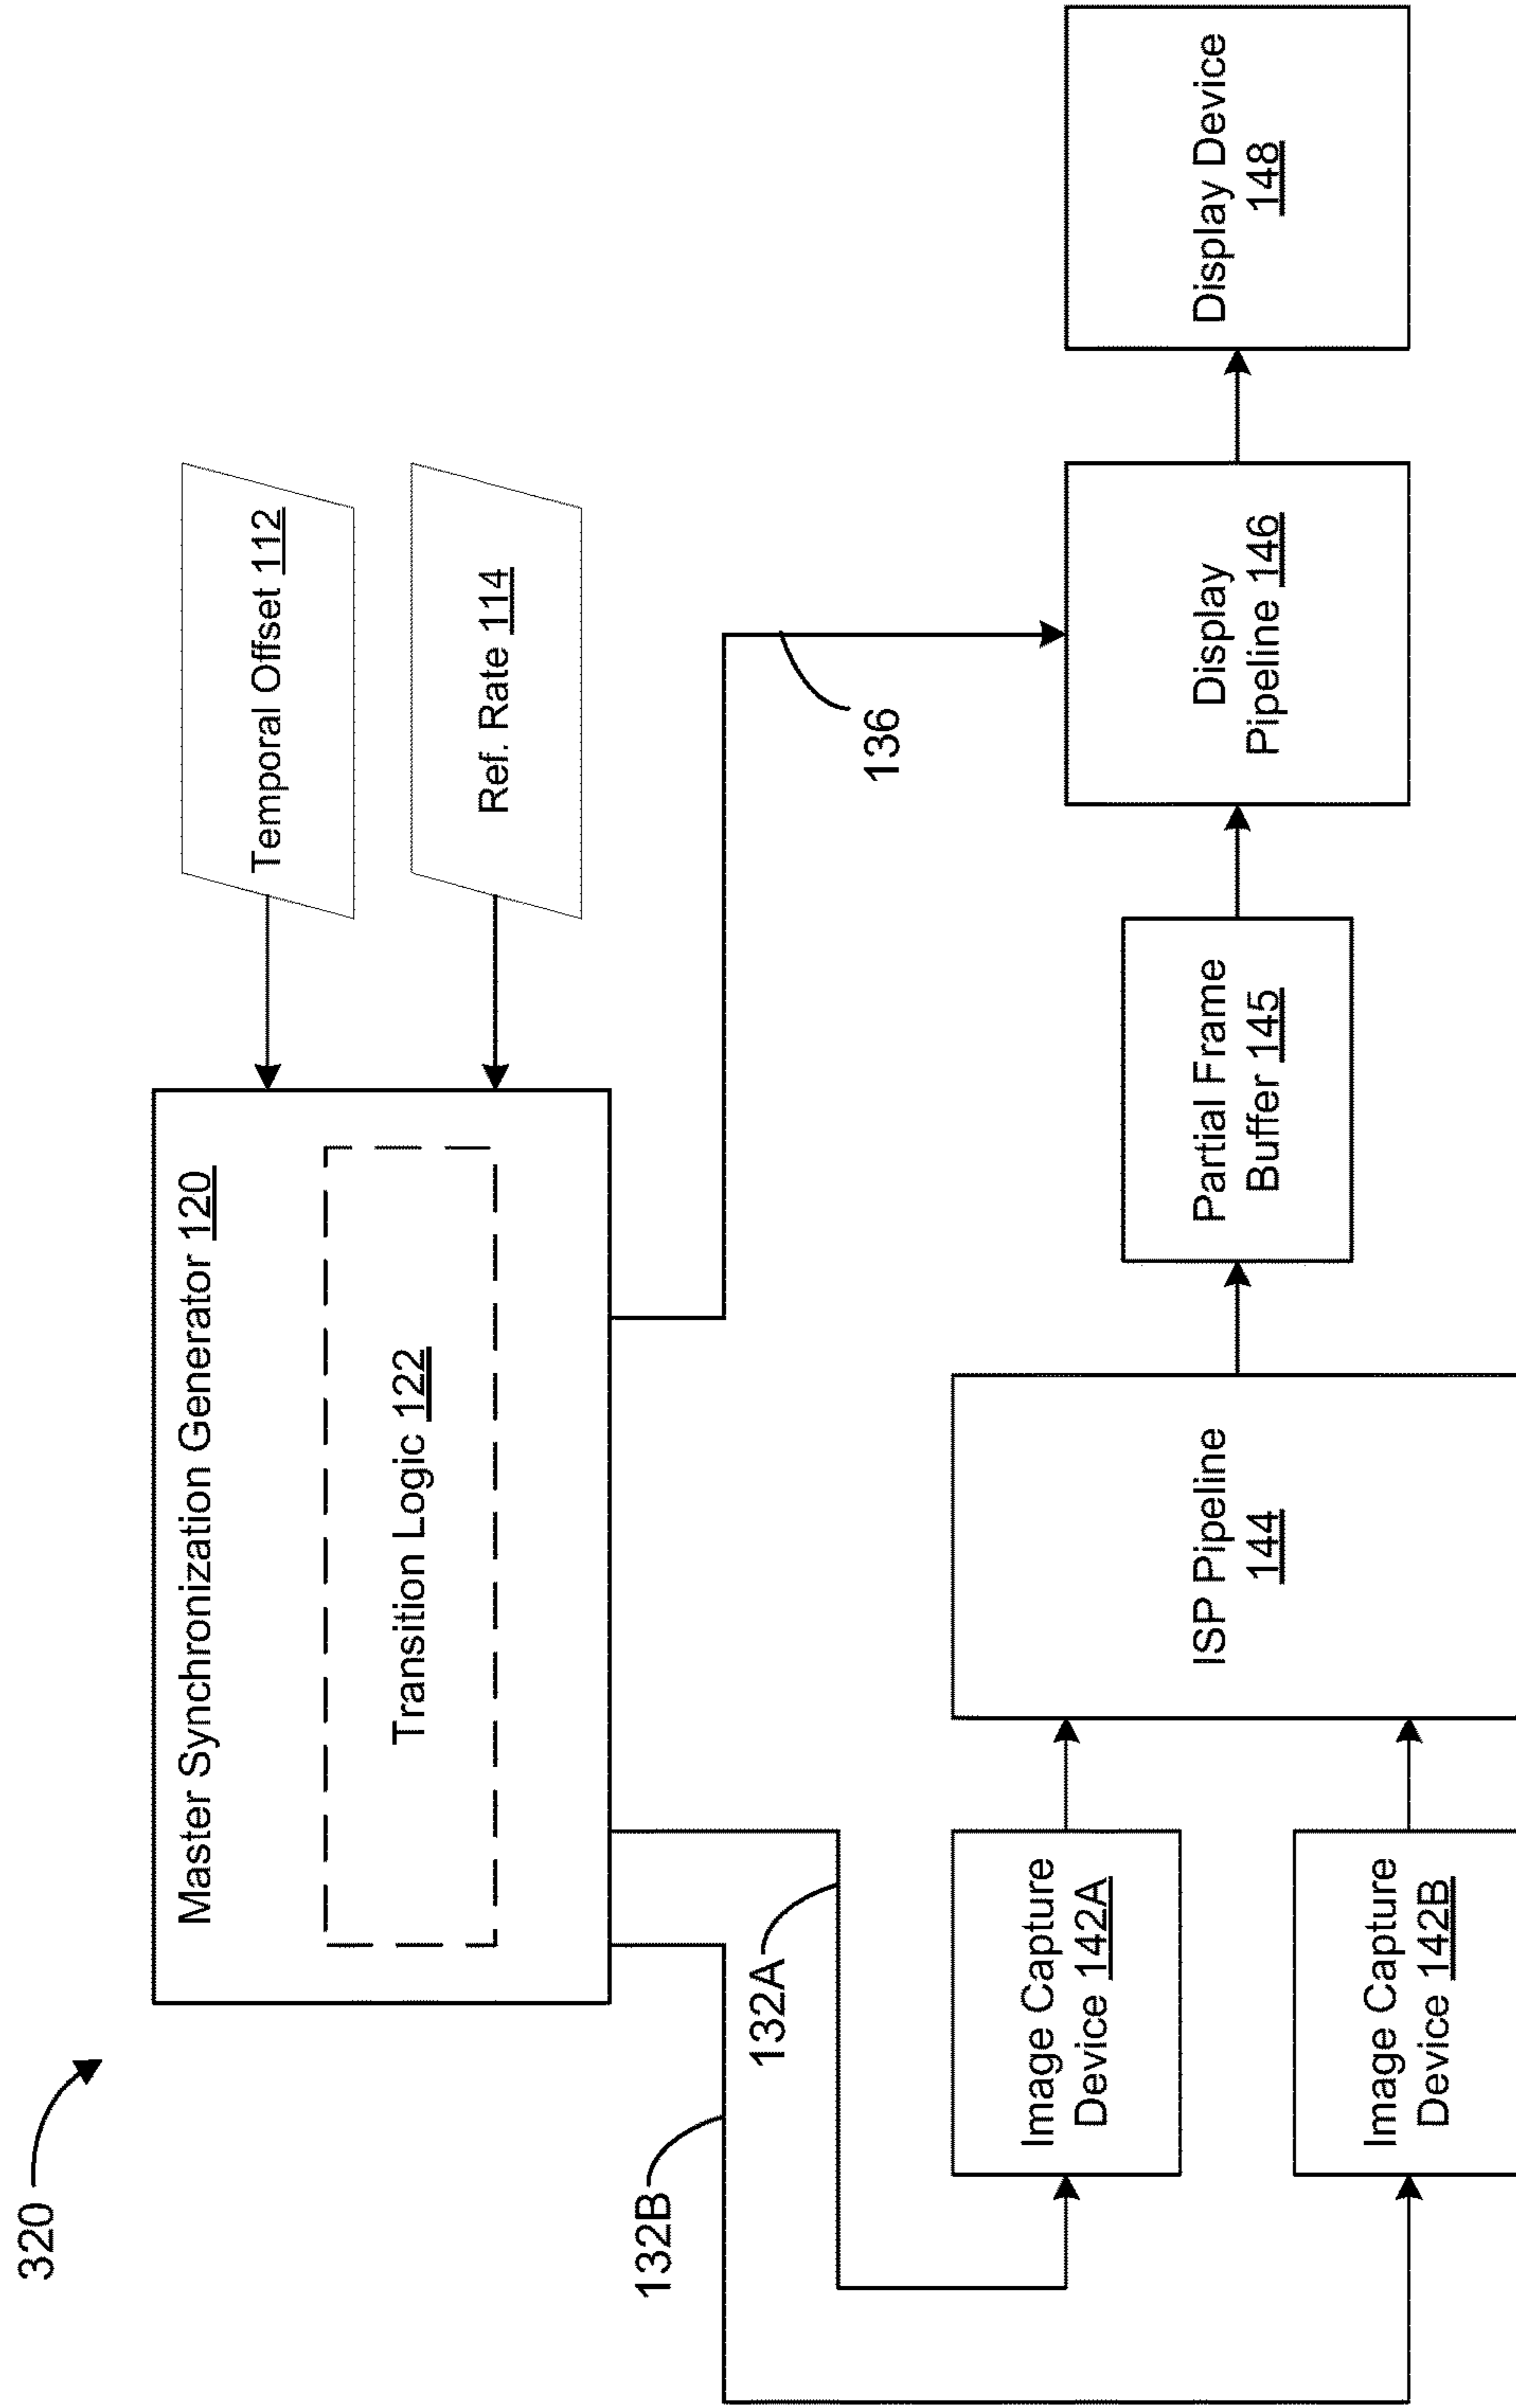 320
Master Synchronization Generator 120
Transition Logic 122
Temporal Offset 112
Ref. Rate 114
132B
132A
136
Image Capture
Device 142A
Image Capture
Device 142B
ISP Pipeline
144
Partial Frame
Buffer 145
Display
Pipeline 146
Display Device
148